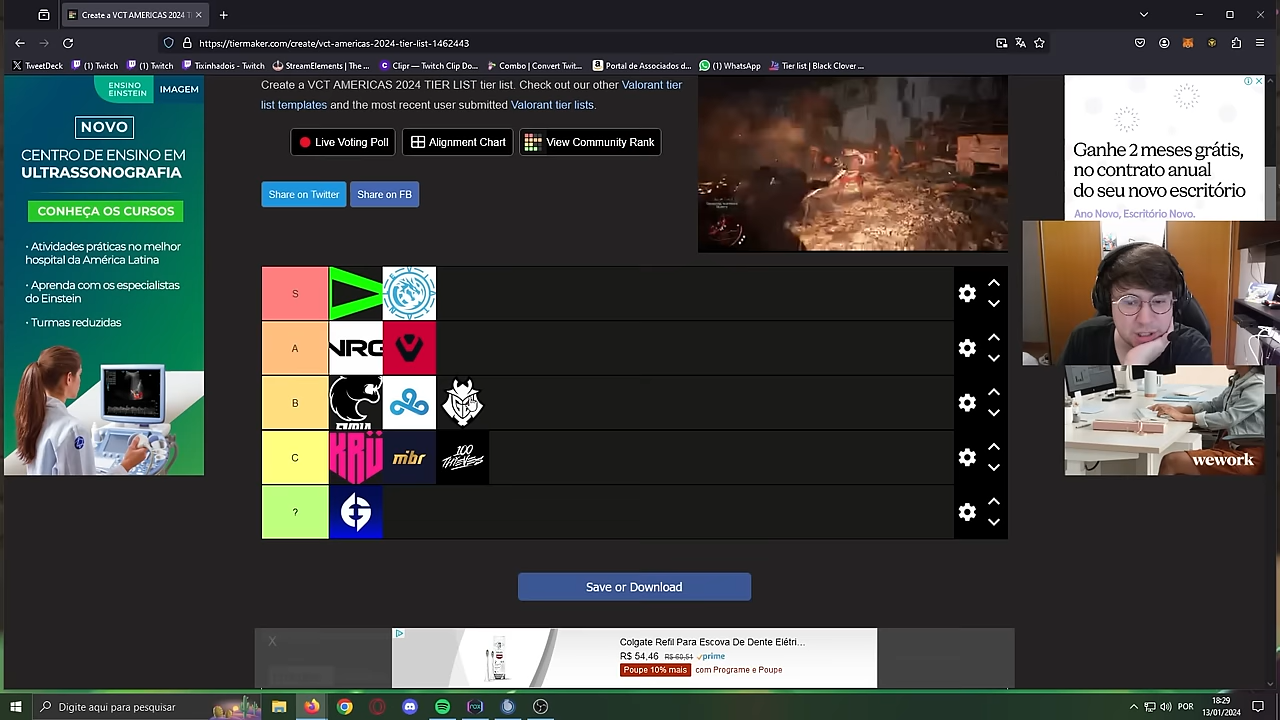 Create a VCT AMERICAS 2024 TI
https://tiermaker.com/create/vct-americas-2024-tier-list-1462443
TweetDeck
(1) Twitch
(1) Twitch
Tixinhadois - Twitch
StreamElements | The ...
Clipr — Twitch Clip Do...
Combo | Convert Twit...
Portal de Associados d...
(1) WhatsApp
Tier list | Black Clover ...
ENSINO
EINSTEIN
IMAGEM
NOVO
CENTRO DE ENSINO EM
ULTRASSONOGRAFIA
CONHEÇA OS CURSOS
· Atividades práticas no melhor
hospital da América Latina
· Aprenda com os especialistas
do Einstein
· Turmas reduzidas
Create a VCT AMERICAS 2024 TIER LIST tier list. Check out our other Valorant tier
list templates and the most recent user submitted Valorant tier lists.
Live Voting Poll
Alignment Chart
View Community Rank
Share on Twitter
Share on FB
S
A
NRG
B
FURIA
C
KRÜ
mibr
100
THIEVES
?
Save or Download
Ganhe 2 meses grátis,
no contrato anual
do seu novo escritório
Ano Novo, Escritório Novo.
wework
X
Colgate Refil Para Escova De Dente Elétri...
R$ 54,46 R$ 60,51 prime
Poupe 10% mais com Programe e Poupe
Digite aqui para pesquisar
POR
18:29
13/01/2024